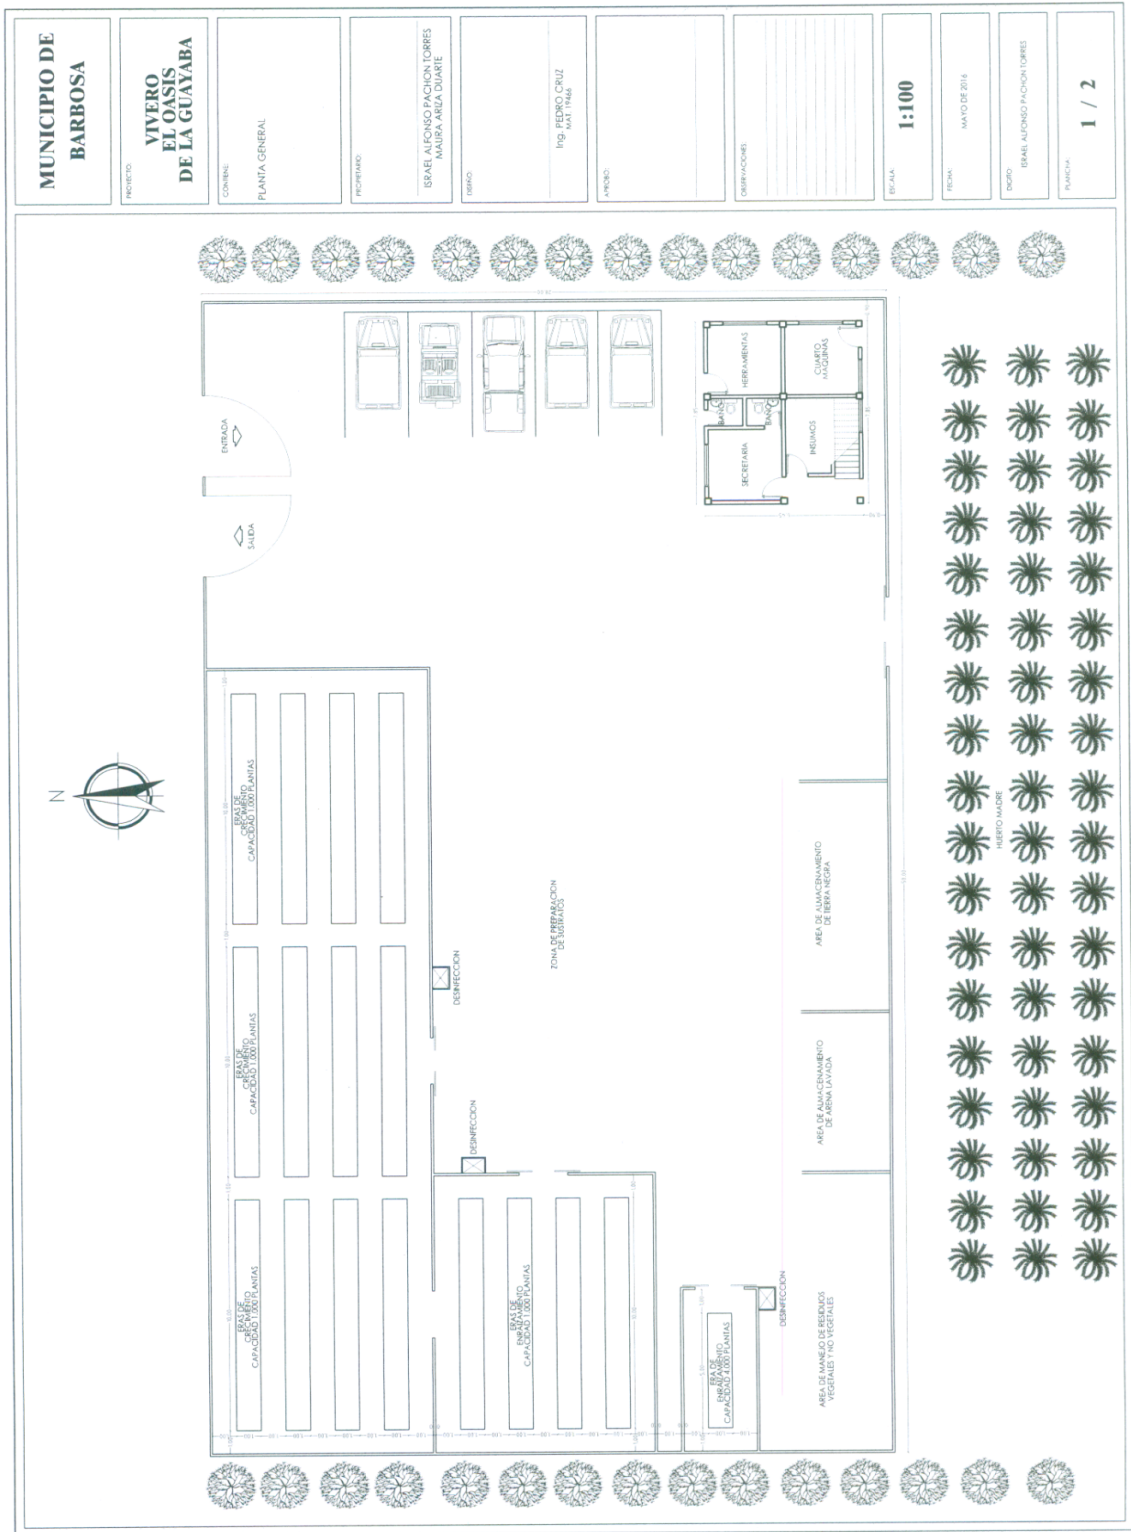 MUNICIPIO DE
BARBOSA
PROYECTO:
VIVERO
EL OASIS
DE LA GUAYABA
CONTIENE:
PLANTA GENERAL
PROPIETARIO:
ISRAEL ALFONSO PACHON TORRES
MAURA ARIZA DUARTE
DISEÑO:
Ing. PEDRO CRUZ
MAT. 19466
APROBO:
OBSERVACIONES
ESCALA:
1:100
FECHA:
MAYO DE 2016
DIGITO:
ISRAEL ALFONSO PACHON TORRES
PLANCHA:
1 / 2
ENTRADA
SALIDA
HERRAMIENTAS
CUARTO
MAQUINAS
BAÑO
BAÑO
SECRETARIA
INSUMOS
N
ERAS DE
CRECIMIENTO
CAPACIDAD 1.000 PLANTAS
ERAS DE
CRECIMIENTO
CAPACIDAD 1.000 PLANTAS
ERAS DE
CRECIMIENTO
CAPACIDAD 1.000 PLANTAS
DESINFECCION
DESINFECCION
ZONA DE PREPARACION
DE SUSTRATOS
AREA DE ALMACENAMIENTO
DE TIERRA NEGRA
AREA DE ALMACENAMIENTO
DE ARENA LAVADA
HUERTO MADRE
ERAS DE
ENRAIZAMIENTO
CAPACIDAD 1.000 PLANTAS
ERA DE
ENRAIZAMIENTO
CAPACIDAD 4.000 PLANTAS
DESINFECCION
AREA DE MANEJO DE RESIDUOS
VEGETALES Y NO VEGETALES